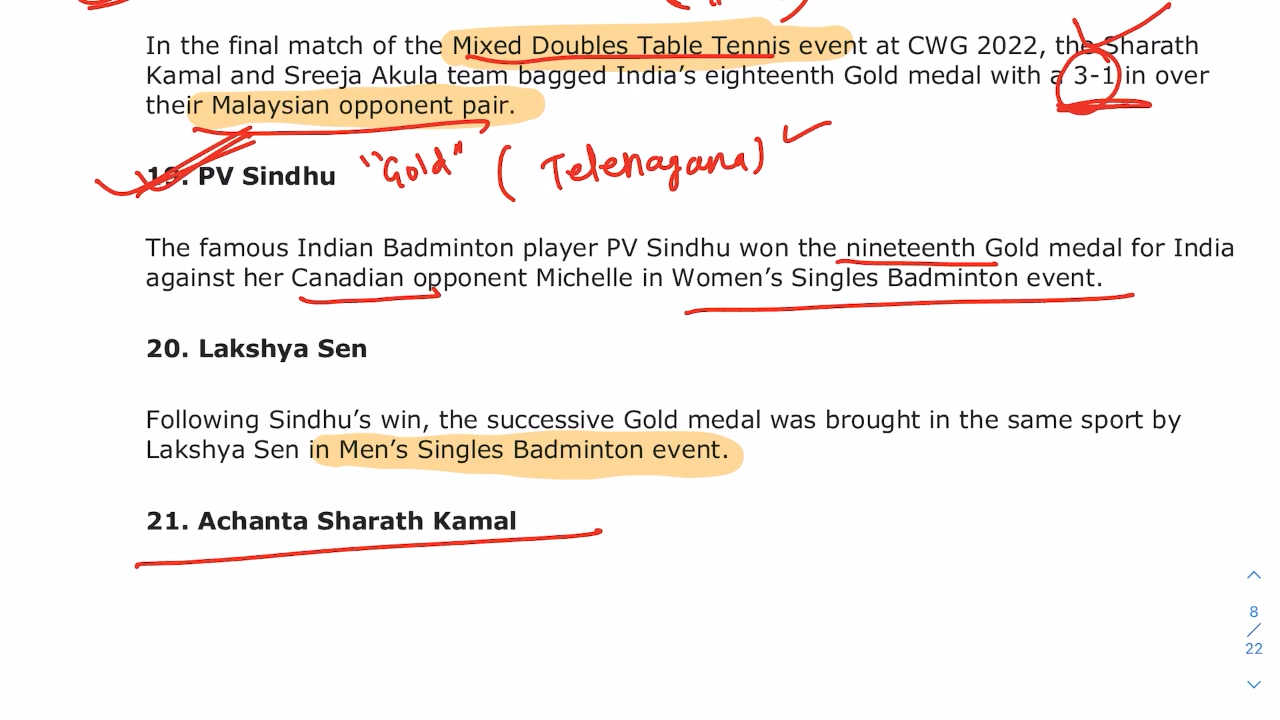 In the final match of the Mixed Doubles Table Tennis event at CWG 2022, the Sharath
Kamal and Sreeja Akula team bagged India’s eighteenth Gold medal with a 3-1 in over
their Malaysian opponent pair.
19. PV Sindhu "Gold" (Telenagana)
The famous Indian Badminton player PV Sindhu won the nineteenth Gold medal for India
against her Canadian opponent Michelle in Women’s Singles Badminton event.
20. Lakshya Sen
Following Sindhu’s win, the successive Gold medal was brought in the same sport by
Lakshya Sen in Men’s Singles Badminton event.
21. Achanta Sharath Kamal
8
/
22